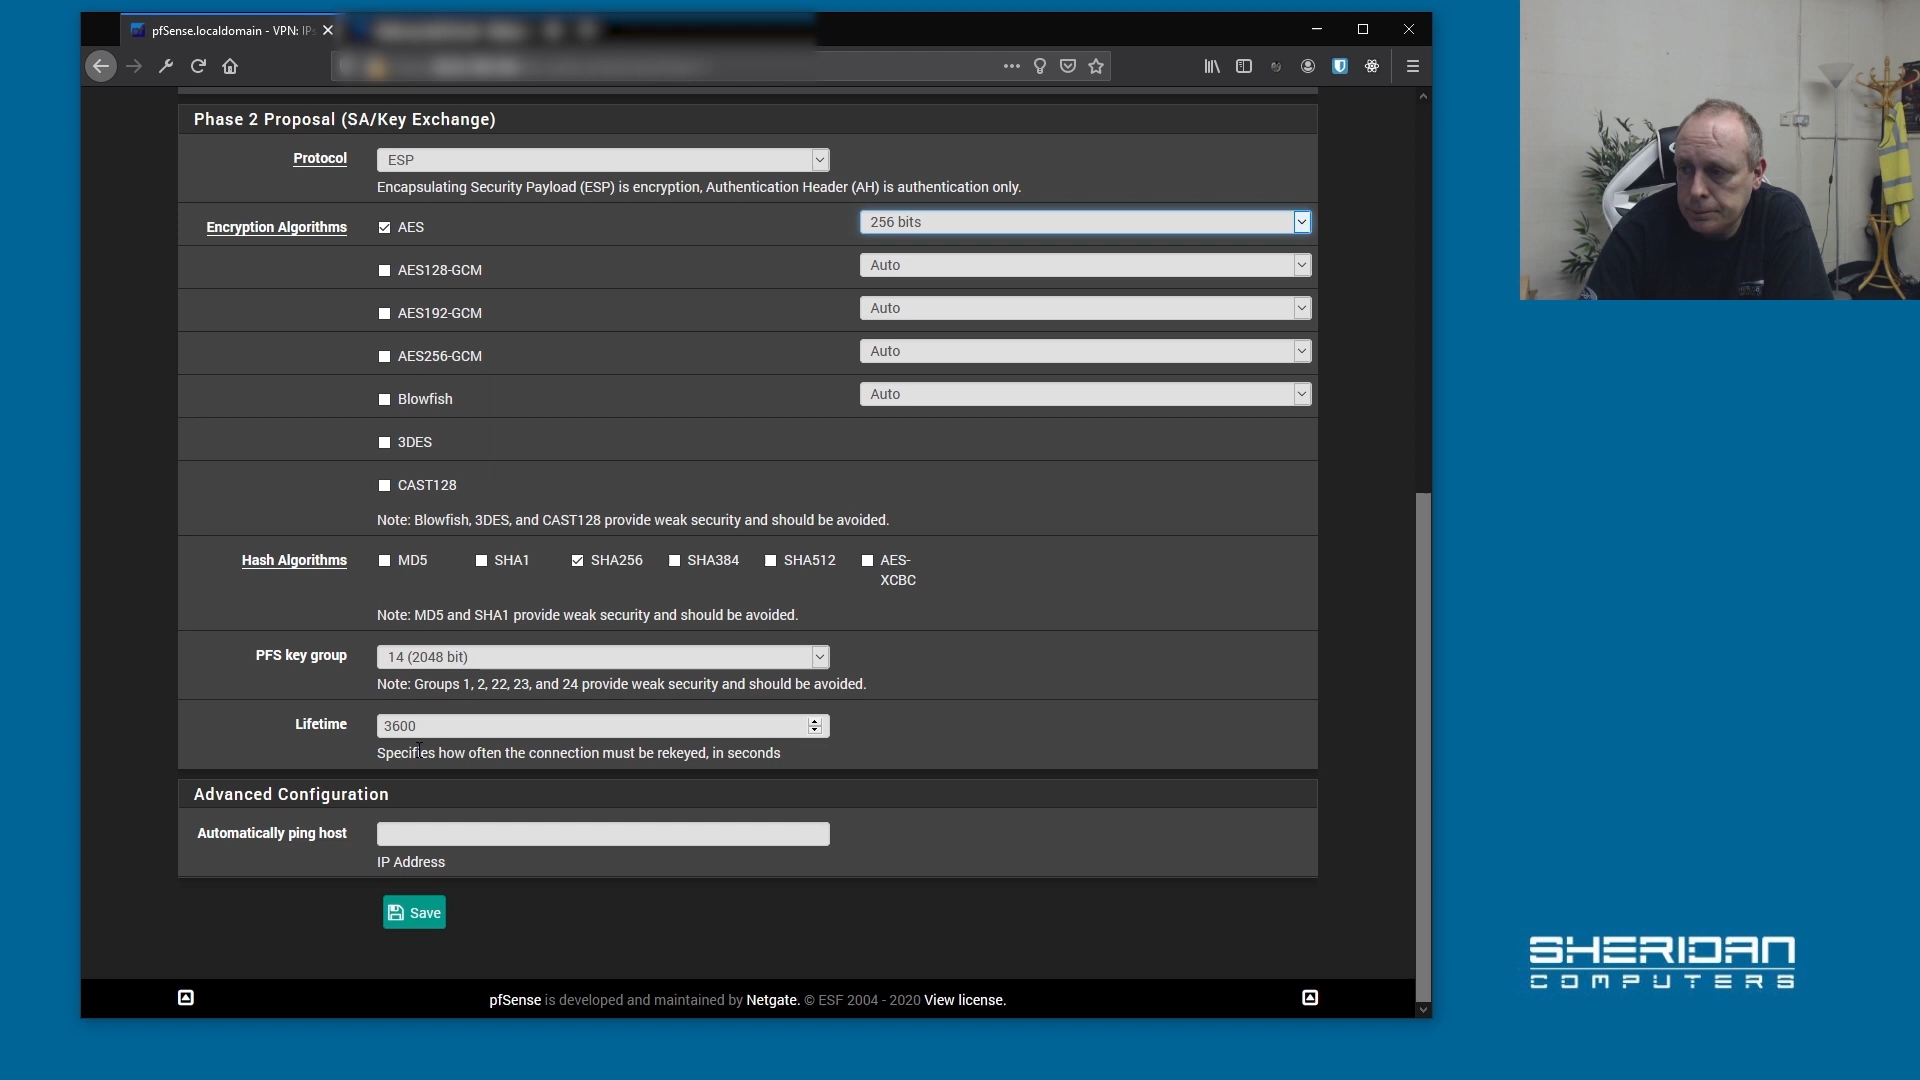 pfSense.localdomain - VPN: IPs
Phase 2 Proposal (SA/Key Exchange)
Protocol
ESP
Encapsulating Security Payload (ESP) is encryption, Authentication Header (AH) is authentication only.
Encryption Algorithms
AES
256 bits
AES128-GCM
Auto
AES192-GCM
Auto
AES256-GCM
Auto
Blowfish
Auto
3DES
CAST128
Note: Blowfish, 3DES, and CAST128 provide weak security and should be avoided.
Hash Algorithms
MD5
SHA1
SHA256
SHA384
SHA512
AES-
XCBC
Note: MD5 and SHA1 provide weak security and should be avoided.
PFS key group
14 (2048 bit)
Note: Groups 1, 2, 22, 23, and 24 provide weak security and should be avoided.
Lifetime
3600
Specifies how often the connection must be rekeyed, in seconds
Advanced Configuration
Automatically ping host
IP Address
Save
pfSense is developed and maintained by Netgate. © ESF 2004 - 2020 View license.
SHERIDAN
COMPUTERS